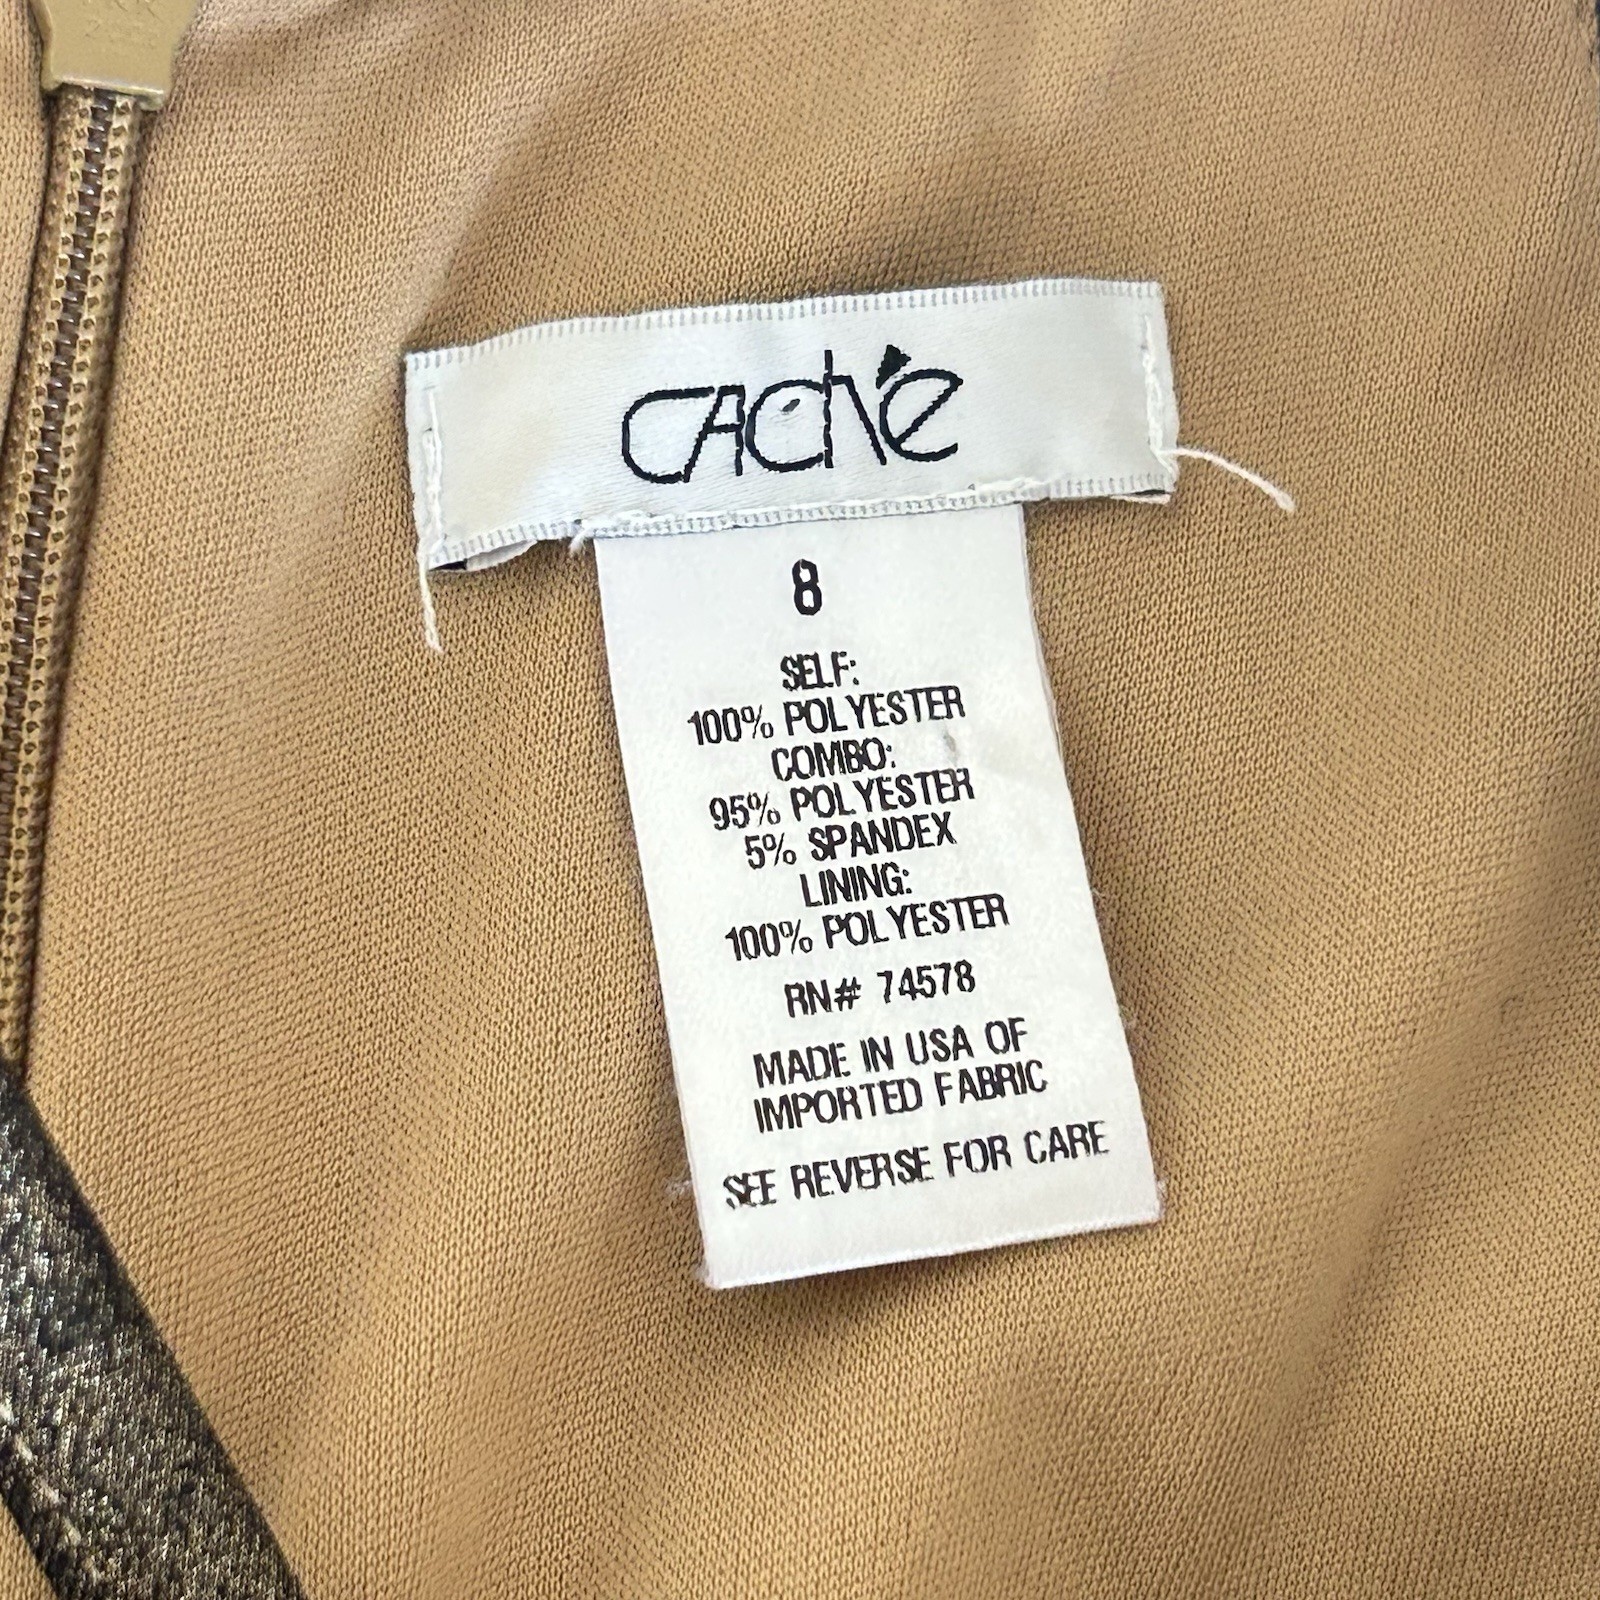 CAché
8
SELF:
100% POLYESTER
COMBO:
95% POLYESTER
5% SPANDEX
LINING:
100% POLYESTER
RN# 74578
MADE IN USA OF
IMPORTED FABRIC
SEE REVERSE FOR CARE